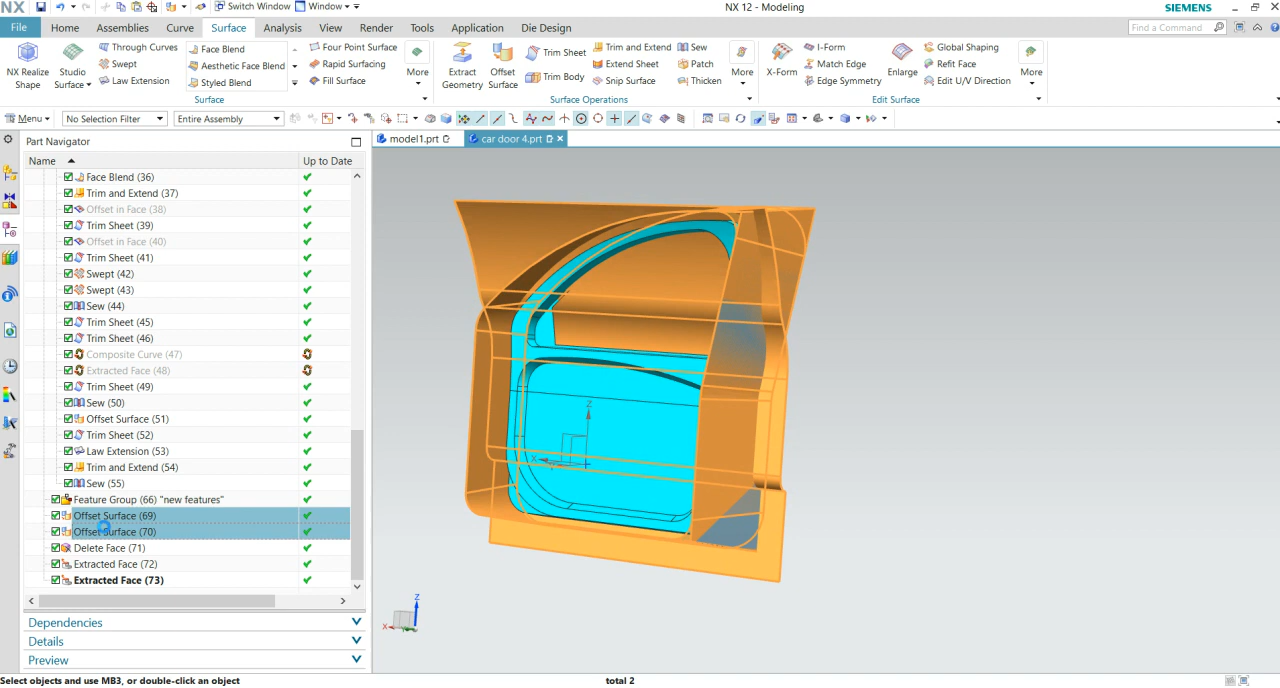 NX
Switch Window
Window
NX 12 - Modeling
SIEMENS
File
Home
Assemblies
Curve
Surface
Analysis
View
Render
Tools
Application
Die Design
Find a Command
NX Realize
Shape
Studio
Surface
Through Curves
Swept
Law Extension
Face Blend
Aesthetic Face Blend
Styled Blend
Four Point Surface
Rapid Surfacing
Fill Surface
More
Surface
Extract
Geometry
Offset
Surface
Trim Sheet
Trim Body
Trim and Extend
Extend Sheet
Snip Surface
Sew
Patch
Thicken
More
Surface Operations
X-Form
I-Form
Match Edge
Edge Symmetry
Enlarge
Global Shaping
Refit Face
Edit U/V Direction
More
Edit Surface
Menu
No Selection Filter
Entire Assembly
Part Navigator
model1.prt
car door 4.prt
Name
Up to Date
Face Blend (36)
Trim and Extend (37)
Offset in Face (38)
Trim Sheet (39)
Offset in Face (40)
Trim Sheet (41)
Swept (42)
Swept (43)
Sew (44)
Trim Sheet (45)
Trim Sheet (46)
Composite Curve (47)
Extracted Face (48)
Trim Sheet (49)
Sew (50)
Offset Surface (51)
Trim Sheet (52)
Law Extension (53)
Trim and Extend (54)
Sew (55)
Feature Group (66) "new features"
Offset Surface (69)
Offset Surface (70)
Delete Face (71)
Extracted Face (72)
Extracted Face (73)
Dependencies
Details
Preview
Z
X
Y
Z
X
Select objects and use MB3, or double-click an object
total 2